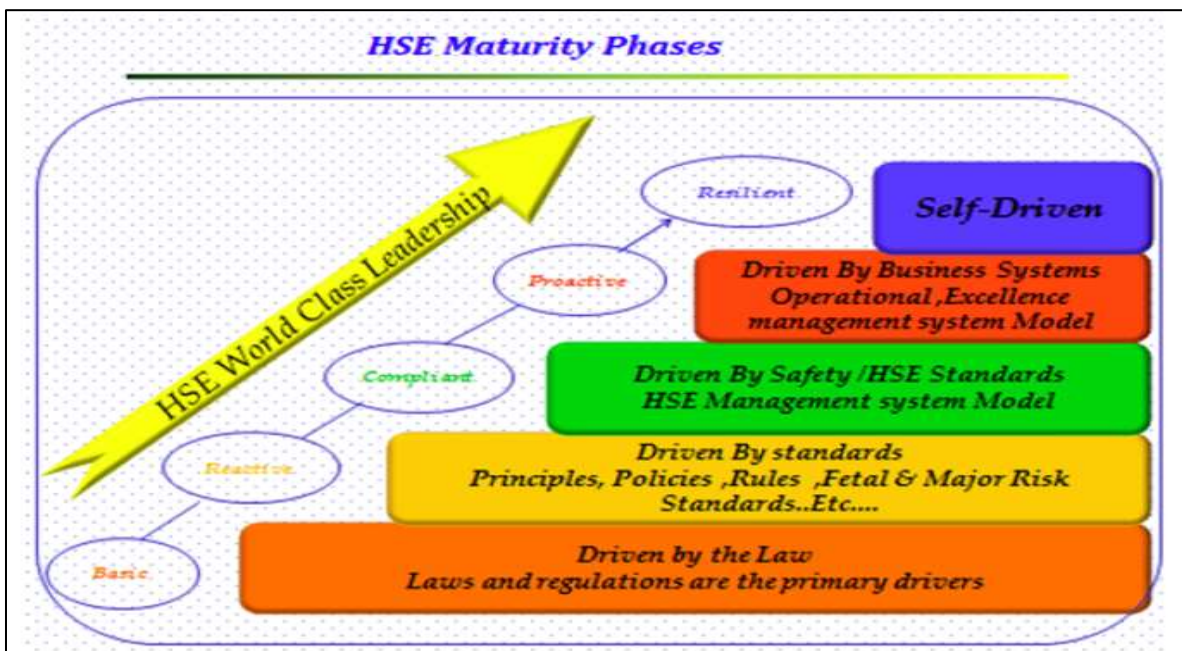 HSE Maturity Phases
HSE World Class Leadership
Resilient
Self-Driven
Proactive
Driven By Business Systems
Operational ,Excellence
management system Model
Compliant
Driven By Safety /HSE Standards
HSE Management system Model
Reactive
Driven By standards
Principles, Policies ,Rules ,Fetal & Major Risk
Standards..Etc....
Basic
Driven by the Law
Laws and regulations are the primary drivers